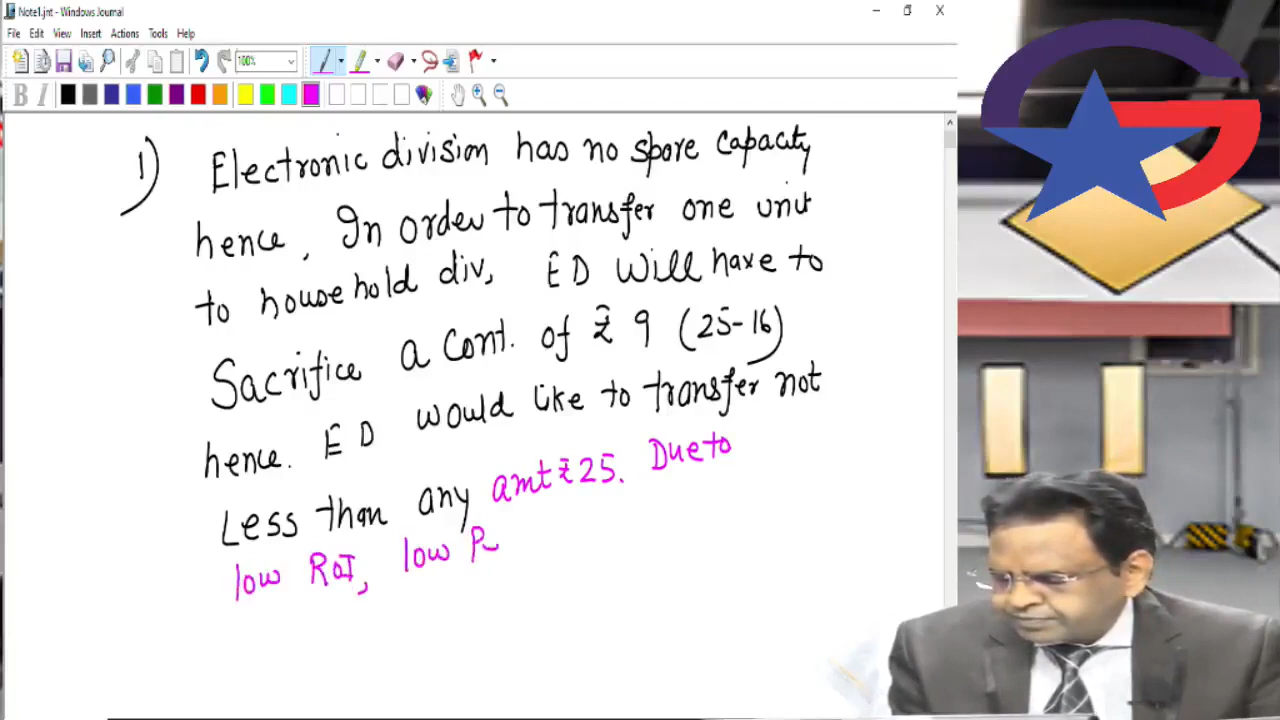 Note1.jnt - Windows Journal
File Edit View Insert Actions Tools Help
100%
B I
1) Electronic division has no spare capacity
hence, In order to transfer one unit
to household div, ED will have to
Sacrifice a Cont. of ₹ 9 (25-16)
hence. ED would like to transfer not
Less than any amt ₹ 25. Due to
low ROI, low P